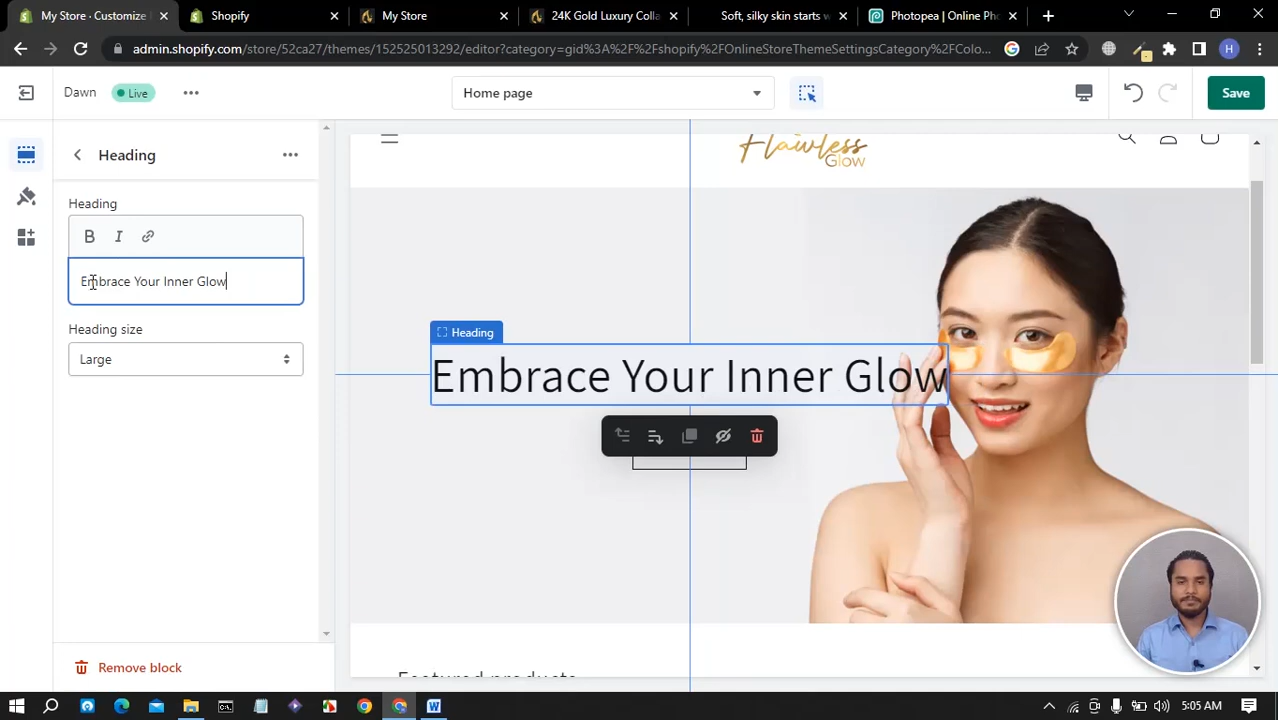 My Store · Customize
Shopify
My Store
24K Gold Luxury Colla
Soft, silky skin starts w
Photopea | Online Pho
admin.shopify.com/store/52ca27/themes/152525013292/editor?category=gid%3A%2F%2Fshopify%2FOnlineStoreThemeSettingsCategory%2FColo...
H
Dawn
Live
Home page
Save
Heading
Flawless
Glow
Heading
B I
Embrace Your Inner Glow
Heading size
Large
Heading
Embrace Your Inner Glow
Featured products
Remove block
5:05 AM